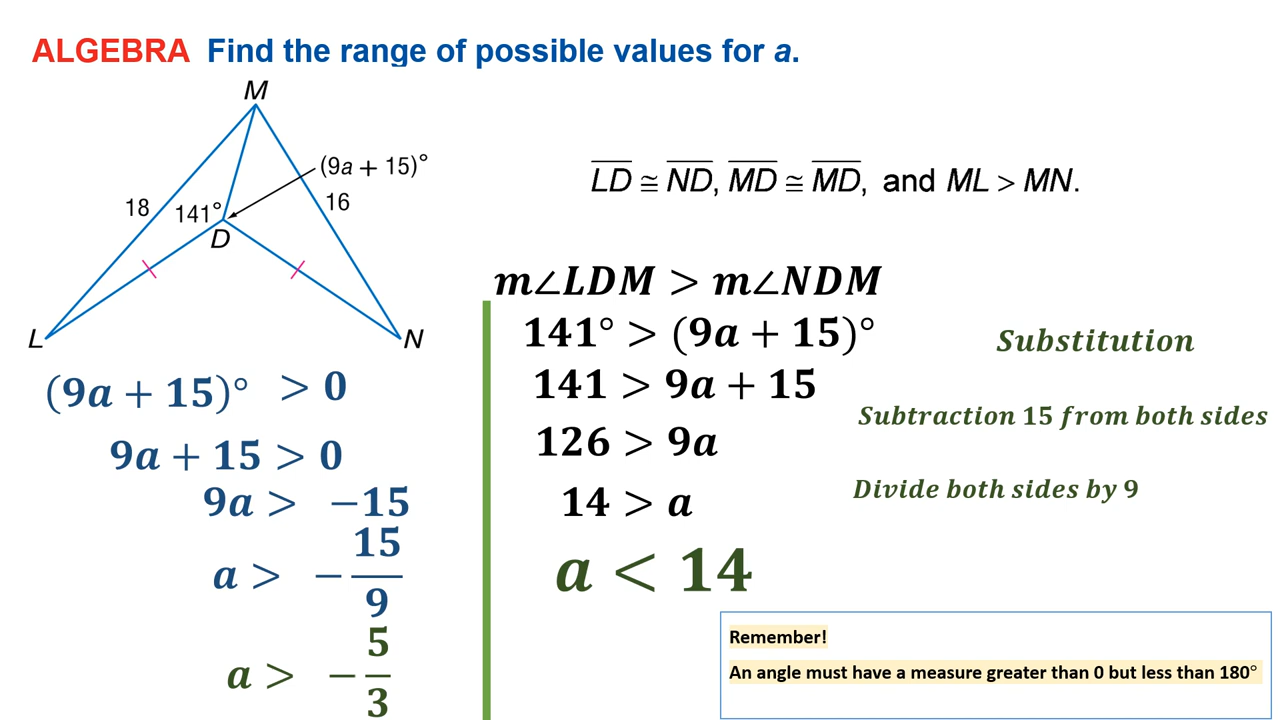 ALGEBRA Find the range of possible values for a.
M
(9a + 15)°
18
141°
16
D
L
N
LD ≅ ND, MD ≅ MD, and ML > MN.
m∠LDM > m∠NDM
141° > (9a + 15)°
Substitution
141 > 9a + 15
Subtraction 15 from both sides
126 > 9a
Divide both sides by 9
14 > a
a < 14
(9a + 15)° > 0
9a + 15 > 0
9a > −15
a > −15/9
a > −5/3
Remember!
An angle must have a measure greater than 0 but less than 180°